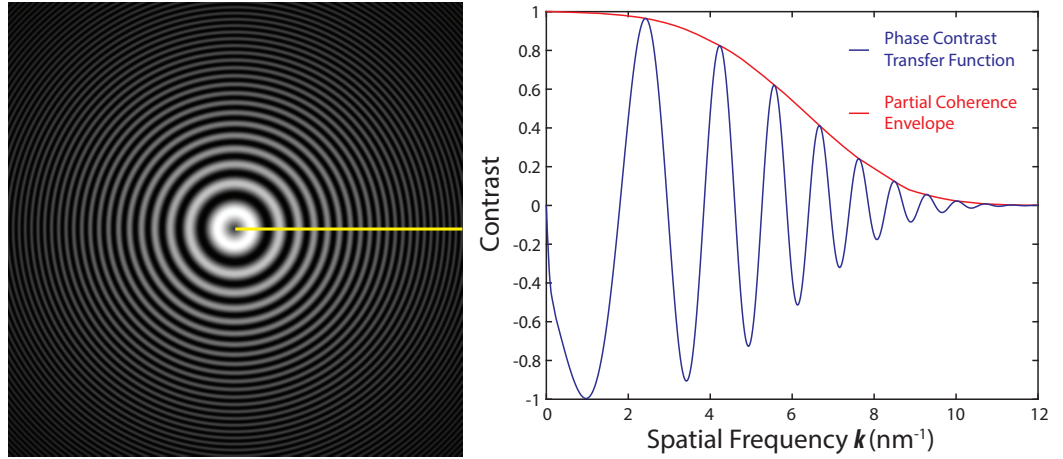 1
0.8
0.6
0.4
0.2
0
-0.2
-0.4
-0.6
-0.8
-1
Contrast
Phase Contrast
Transfer Function
Partial Coherence
Envelope
0 2 4 6 8 10 12
Spatial Frequency k (nm⁻¹)